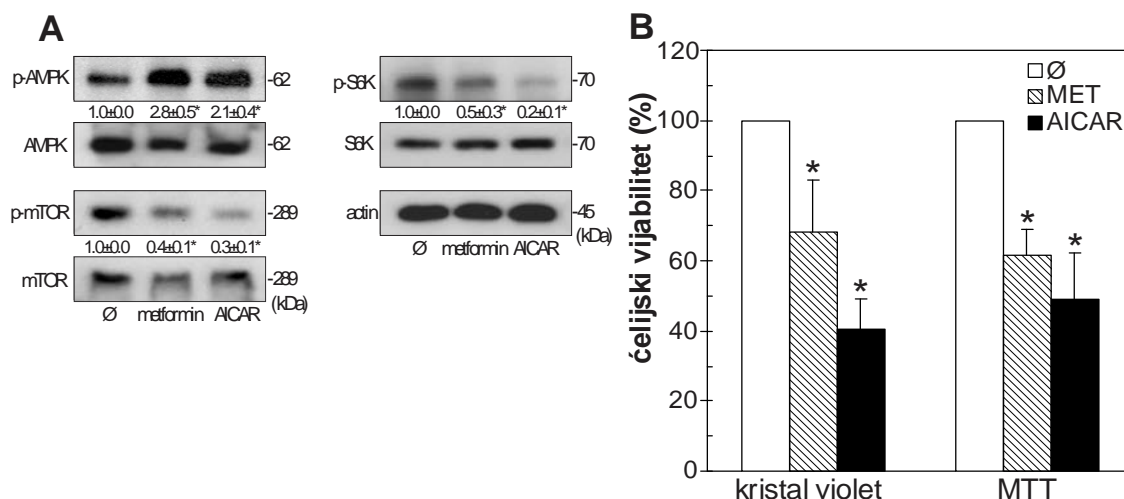 A
p-AMPK
-62
1.0±0.0 2.8±0.5* 2.1±0.4*
AMPK
-62
p-mTOR
-289
1.0±0.0 0.4±0.1* 0.3±0.1*
mTOR
-289
(kDa)
Ø metformin AICAR
p-S6K
-70
1.0±0.0 0.5±0.3* 0.2±0.1*
S6K
-70
actin
-45
(kDa)
Ø metformin AICAR
B
ćelijski vijabilitet (%)
120
100
80
60
40
20
0
Ø
MET
AICAR
* * * *
kristal violet MTT